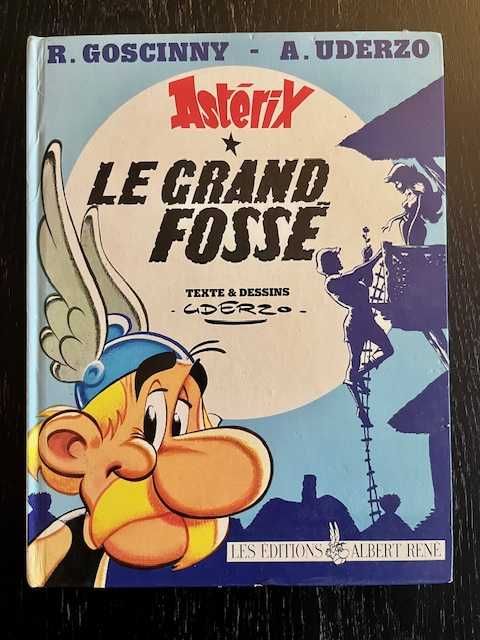 R. GOSCINNY - A. UDERZO
Astérix
LE GRAND
FOSSÉ
TEXTE & DESSINS
- UDERZO -
LES EDITIONS ALBERT RENÉ